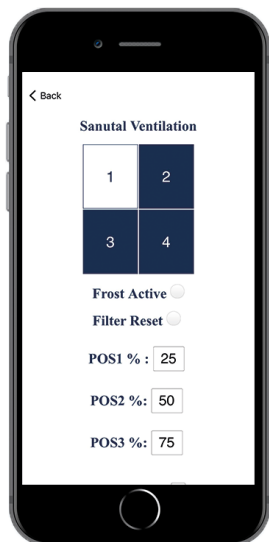 Back
Sanutal Ventilation
1 2
3 4
Frost Active
Filter Reset
POS1 % : 25
POS2 %: 50
POS3 %: 75